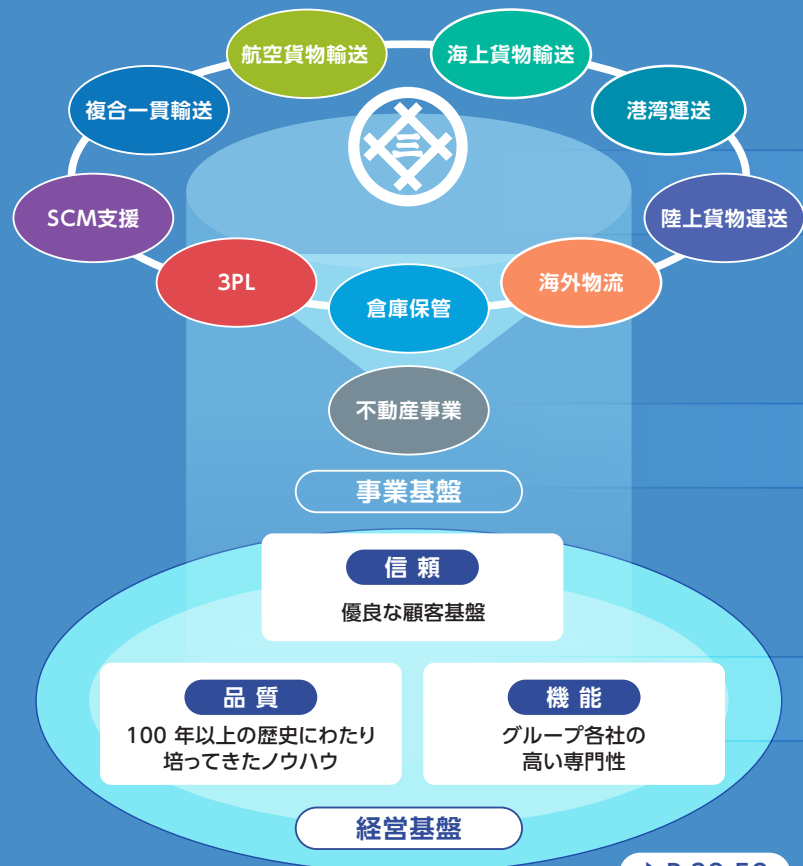 航空貨物輸送
海上貨物輸送
複合一貫輸送
港湾運送
三
SCM支援
陸上貨物運送
3PL
海外物流
倉庫保管
不動産事業
事業基盤
信 頼
優良な顧客基盤
品 質
100 年以上の歴史にわたり
培ってきたノウハウ
機 能
グループ各社の
高い専門性
経営基盤